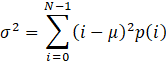 σ² = ∑_{i=0}^{N-1} (i − μ)² p(i)